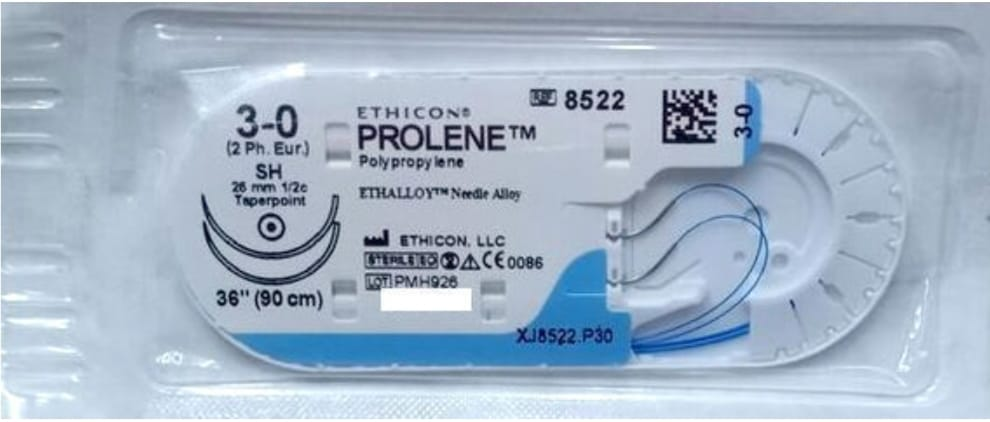 3-0
(2 Ph. Eur.)
SH
26 mm 1/2c
Taperpoint
36" (90 cm)
ETHICON®
PROLENE™
Polypropylene
ETHALLOY™ Needle Alloy
ETHICON, LLC
STERILE EO 2 CE 0086
LOT PMH926
REF 8522
3-0
XJ8522.P30